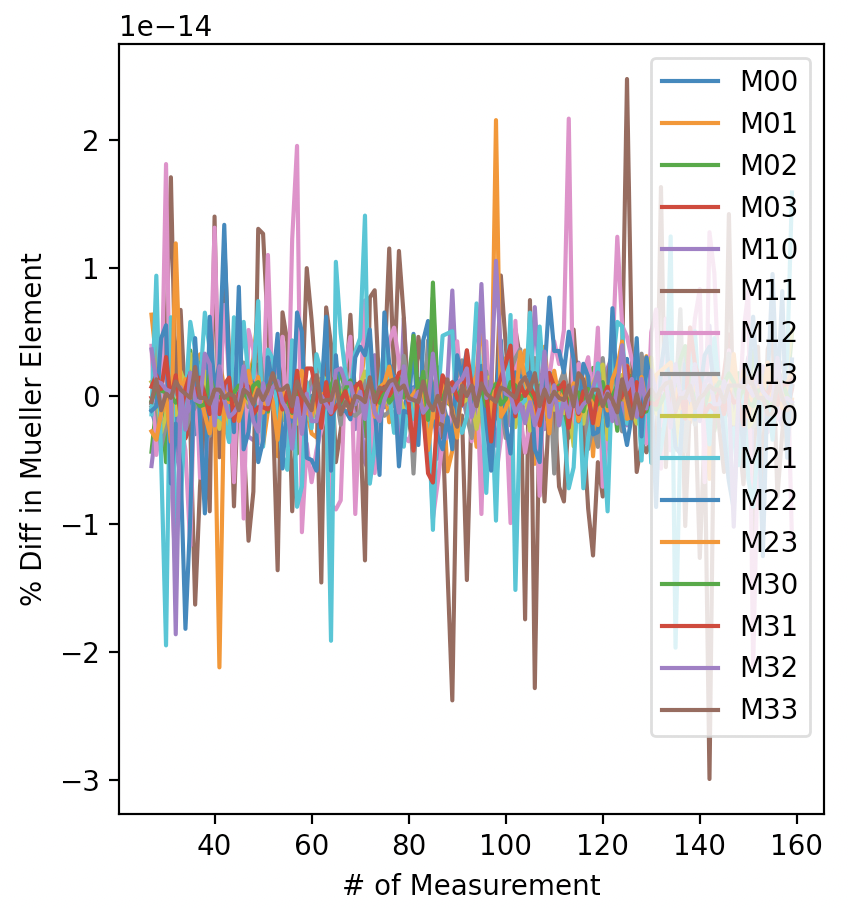 1e−14
2
1
0
−1
−2
−3
% Diff in Mueller Element
M00
M01
M02
M03
M10
M11
M12
M13
M20
M21
M22
M23
M30
M31
M32
M33
40 60 80 100 120 140 160
# of Measurement